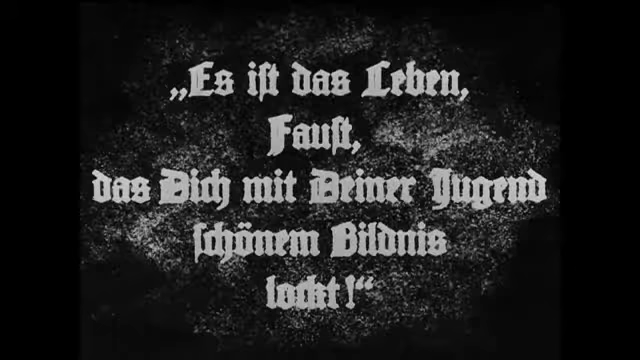 „Es ist das Leben,
Faust,
das Dich mit Deiner Jugend
schönem Bildnis
lockt!“